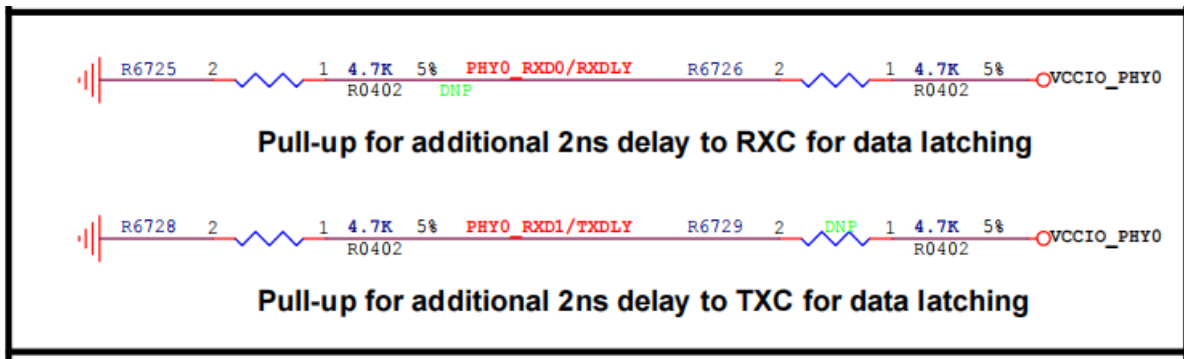 R6725 2 1 4.7K 5% PHY0_RXD0/RXDLY R6726 2 1 4.7K 5% VCCIO_PHY0
R0402 DNP R0402
Pull-up for additional 2ns delay to RXC for data latching
R6728 2 1 4.7K 5% PHY0_RXD1/TXDLY R6729 2 DNP 1 4.7K 5% VCCIO_PHY0
R0402 R0402
Pull-up for additional 2ns delay to TXC for data latching